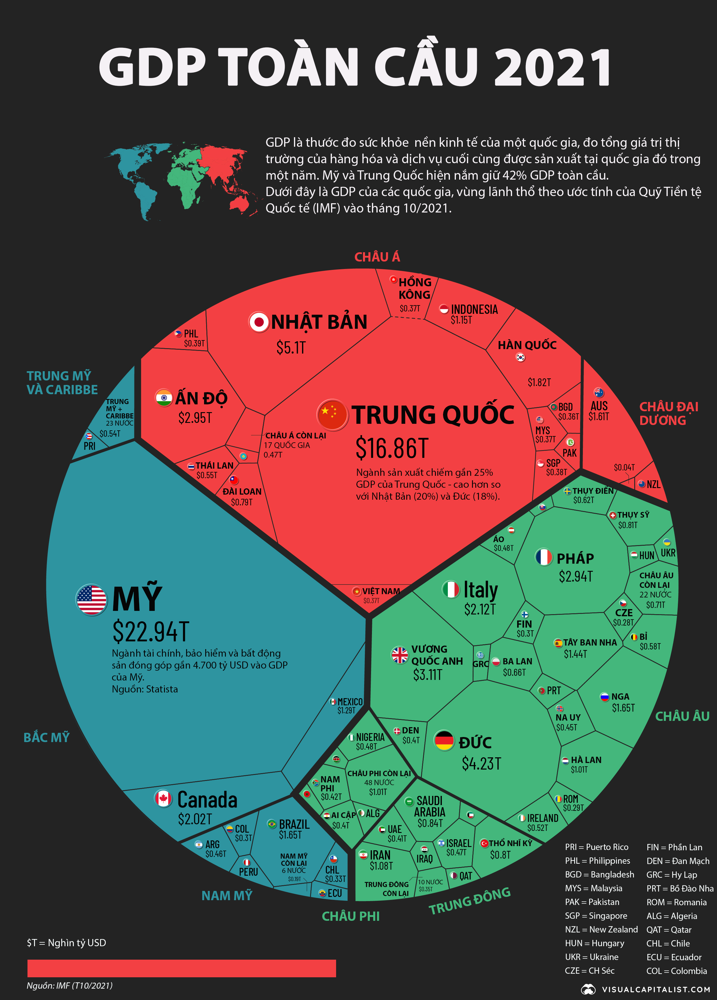 GDP TOÀN CẦU 2021
GDP là thước đo sức khỏe nền kinh tế của một quốc gia, đo tổng giá trị thị
trường của hàng hóa và dịch vụ cuối cùng được sản xuất tại quốc gia đó trong
một năm. Mỹ và Trung Quốc hiện nắm giữ 42% GDP toàn cầu.
Dưới đây là GDP của các quốc gia, vùng lãnh thổ theo ước tính của Quỹ Tiền tệ
Quốc tế (IMF) vào tháng 10/2021.
CHÂU Á
HỒNG
KÔNG
$0.37T
INDONESIA
$1.15T
NHẬT BẢN
$5.1T
PHL
$0.39T
HÀN QUỐC
$1.82T
ẤN ĐỘ
$2.95T
TRUNG QUỐC
$16.86T
Ngành sản xuất chiếm gần 25%
GDP của Trung Quốc - cao hơn so
với Nhật Bản (20%) và Đức (18%).
CHÂU Á CÒN LẠI
17 QUỐC GIA
0.47T
BGD
$0.36T
MYS
$0.37T
PAK
SGP
$0.38T
THÁI LAN
$0.55T
ĐÀI LOAN
$0.79T
VIỆT NAM
$0.37T
TRUNG MỸ
VÀ CARIBBE
TRUNG
MỸ +
CARIBBE
23 NƯỚC
$0.54T
PRI
CHÂU ĐẠI
DƯƠNG
AUS
$1.61T
$0.04T
NZL
BẮC MỸ
MỸ
$22.94T
Ngành tài chính, bảo hiểm và bất động
sản đóng góp gần 4.700 tỷ USD vào GDP
của Mỹ.
Nguồn: Statista
MEXICO
$1.29T
Canada
$2.02T
CHÂU ÂU
THỤY ĐIỂN
$0.62T
THỤY SỸ
$0.81T
ÁO
$0.48T
PHÁP
$2.94T
HUN
UKR
CHÂU ÂU
CÒN LẠI
22 NƯỚC
$0.71T
Italy
$2.12T
FIN
$0.3T
CZE
$0.28T
BỈ
$0.58T
TÂY BAN NHA
$1.44T
VƯƠNG
QUỐC ANH
$3.11T
GRC
BA LAN
$0.66T
PRT
NGA
$1.65T
NA UY
$0.45T
DEN
$0.4T
ĐỨC
$4.23T
HÀ LAN
$1.01T
ROM
$0.29T
IRELAND
$0.52T
NIGERIA
$0.48T
CHÂU PHI CÒN LẠI
48 NƯỚC
$1.01T
NAM
PHI
$0.42T
AI CẬP
$0.4T
ALG
CHÂU PHI
COL
$0.3T
BRAZIL
$1.65T
ARG
$0.46T
PERU
NAM MỸ
CÒN LẠI
6 NƯỚC
$0.19T
CHL
$0.33T
ECU
NAM MỸ
SAUDI
ARABIA
$0.84T
UAE
$0.41T
IRAN
$1.08T
IRAQ
ISRAEL
$0.47T
THỔ NHĨ KỲ
$0.8T
QAT
TRUNG ĐÔNG
CÒN LẠI
10 NƯỚC
$0.35T
TRUNG ĐÔNG
PRI = Puerto Rico
PHL = Philippines
BGD = Bangladesh
MYS = Malaysia
PAK = Pakistan
SGP = Singapore
NZL = New Zealand
HUN = Hungary
UKR = Ukraine
CZE = CH Séc
FIN = Phần Lan
DEN = Đan Mạch
GRC = Hy Lạp
PRT = Bồ Đào Nha
ROM = Romania
ALG = Algeria
QAT = Qatar
CHL = Chile
ECU = Ecuador
COL = Colombia
$T = Nghìn tỷ USD
Nguồn: IMF (T10/2021)
VISUALCAPITALIST.COM